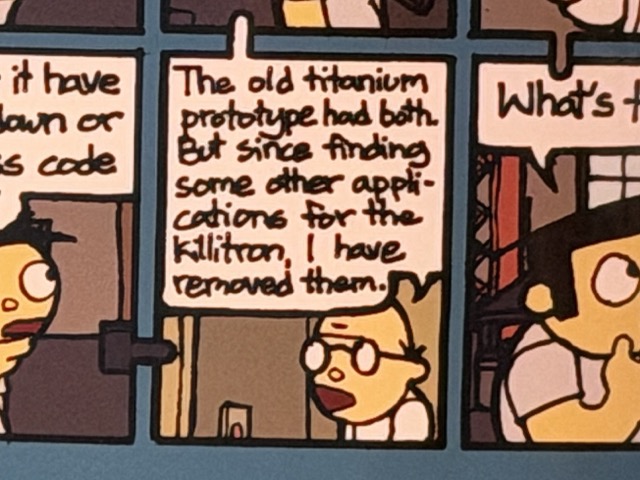 it have
down or
is code
The old titanium
prototype had both.
But since finding
some other appli-
cations for the
Killitron, I have
removed them.
What's